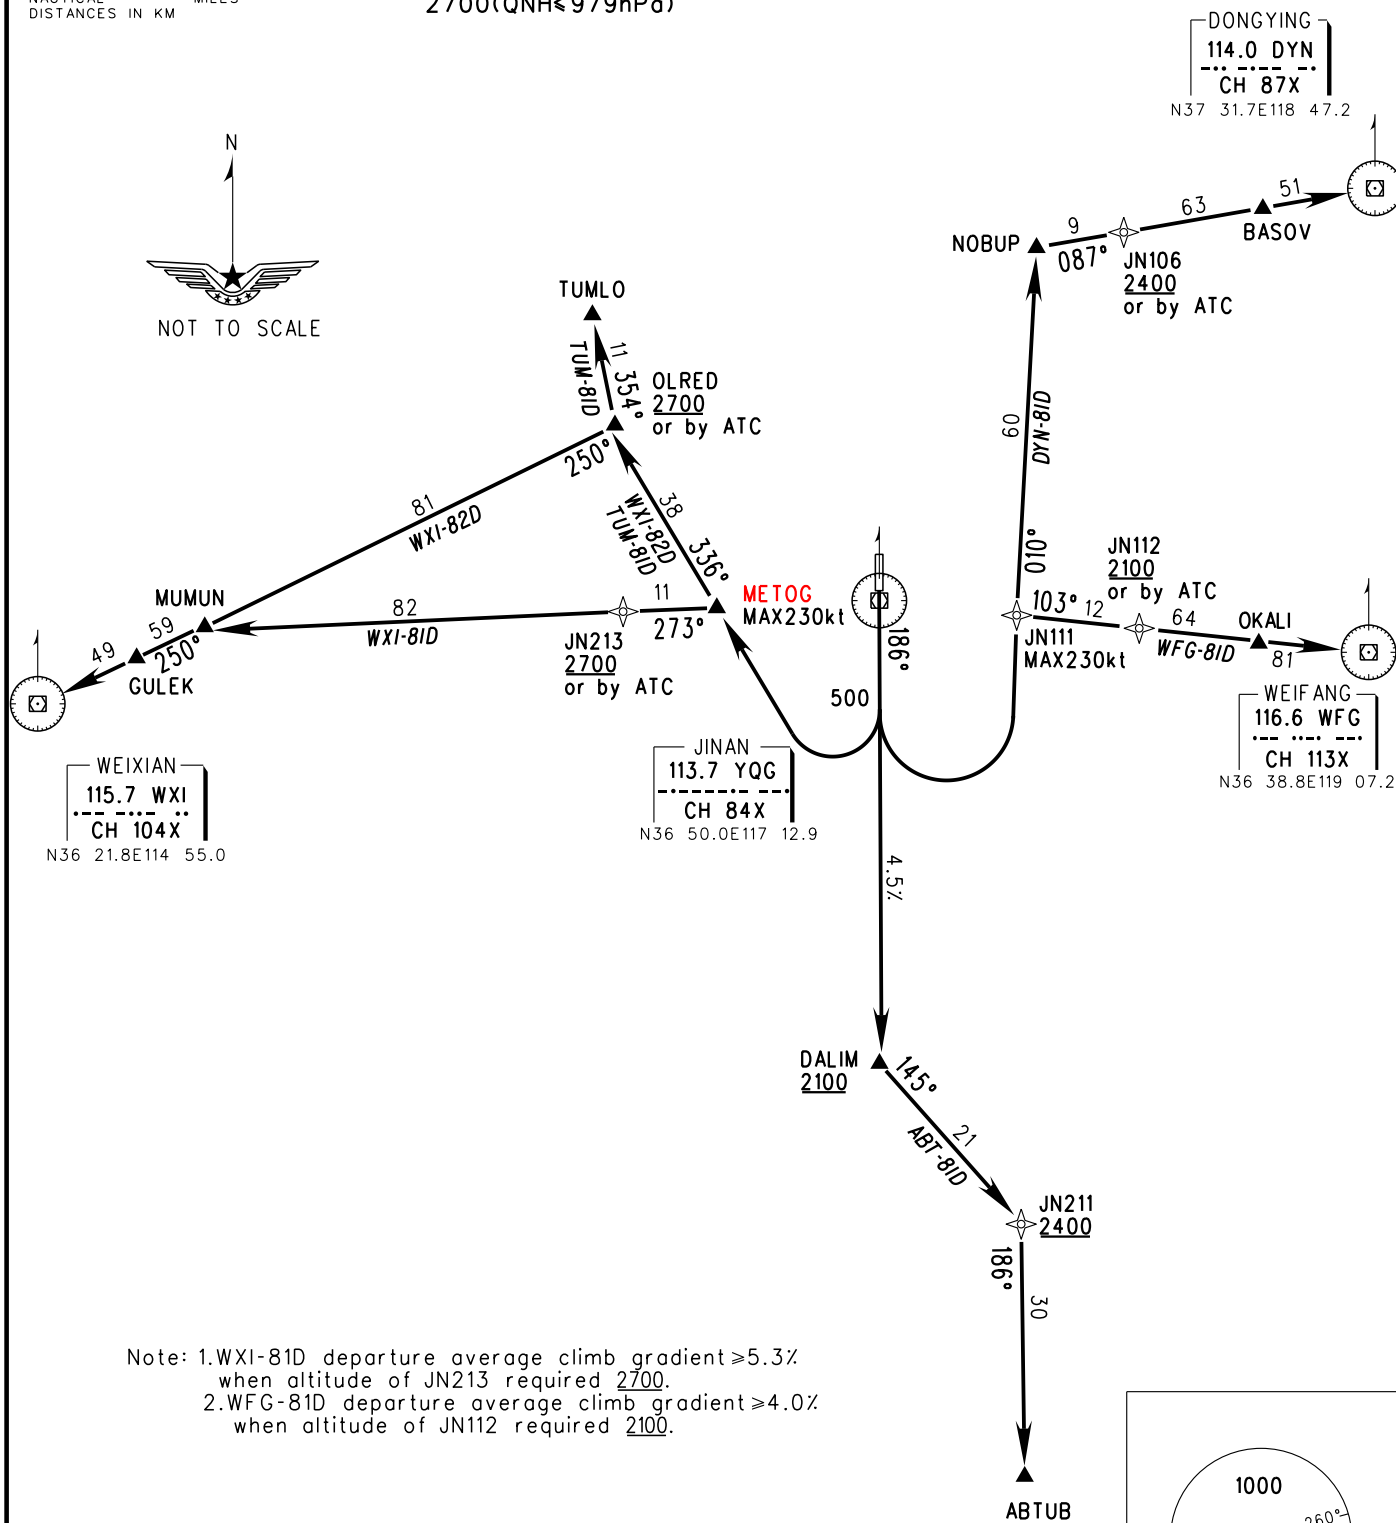 DISTANCES IN KM
2700(QNH≤979hPa)
DONGYING
114.0 DYN
CH 87X
N37 31.7E118 47.2
N
NOT TO SCALE
51
63
9
BASOV
NOBUP
087°
JN106
2400
or by ATC
TUMLO
11
TUM-81D
354°
OLRED
2700
or by ATC
250°
60
DYN-81D
81
WXI-82D
38
WXI-82D
TUM-81D
336°
010°
JN112
2100
or by ATC
MUMUN
82
WXI-81D
11
273°
METOG
MAX230kt
JN213
2700
or by ATC
186°
103°
12
64
OKALI
JN111
MAX230kt
WFG-81D
81
59
49
250°
GULEK
500
WEIFANG
116.6 WFG
CH 113X
N36 38.8E119 07.2
WEIXIAN
115.7 WXI
CH 104X
N36 21.8E114 55.0
JINAN
113.7 YQG
CH 84X
N36 50.0E117 12.9
4.5%
DALIM
2100
145°
21
ABT-81D
JN211
2400
186°
30
Note: 1.WXI-81D departure average climb gradient≥5.3%
when altitude of JN213 required 2700.
2.WFG-81D departure average climb gradient≥4.0%
when altitude of JN112 required 2100.
ABTUB
1000
260°